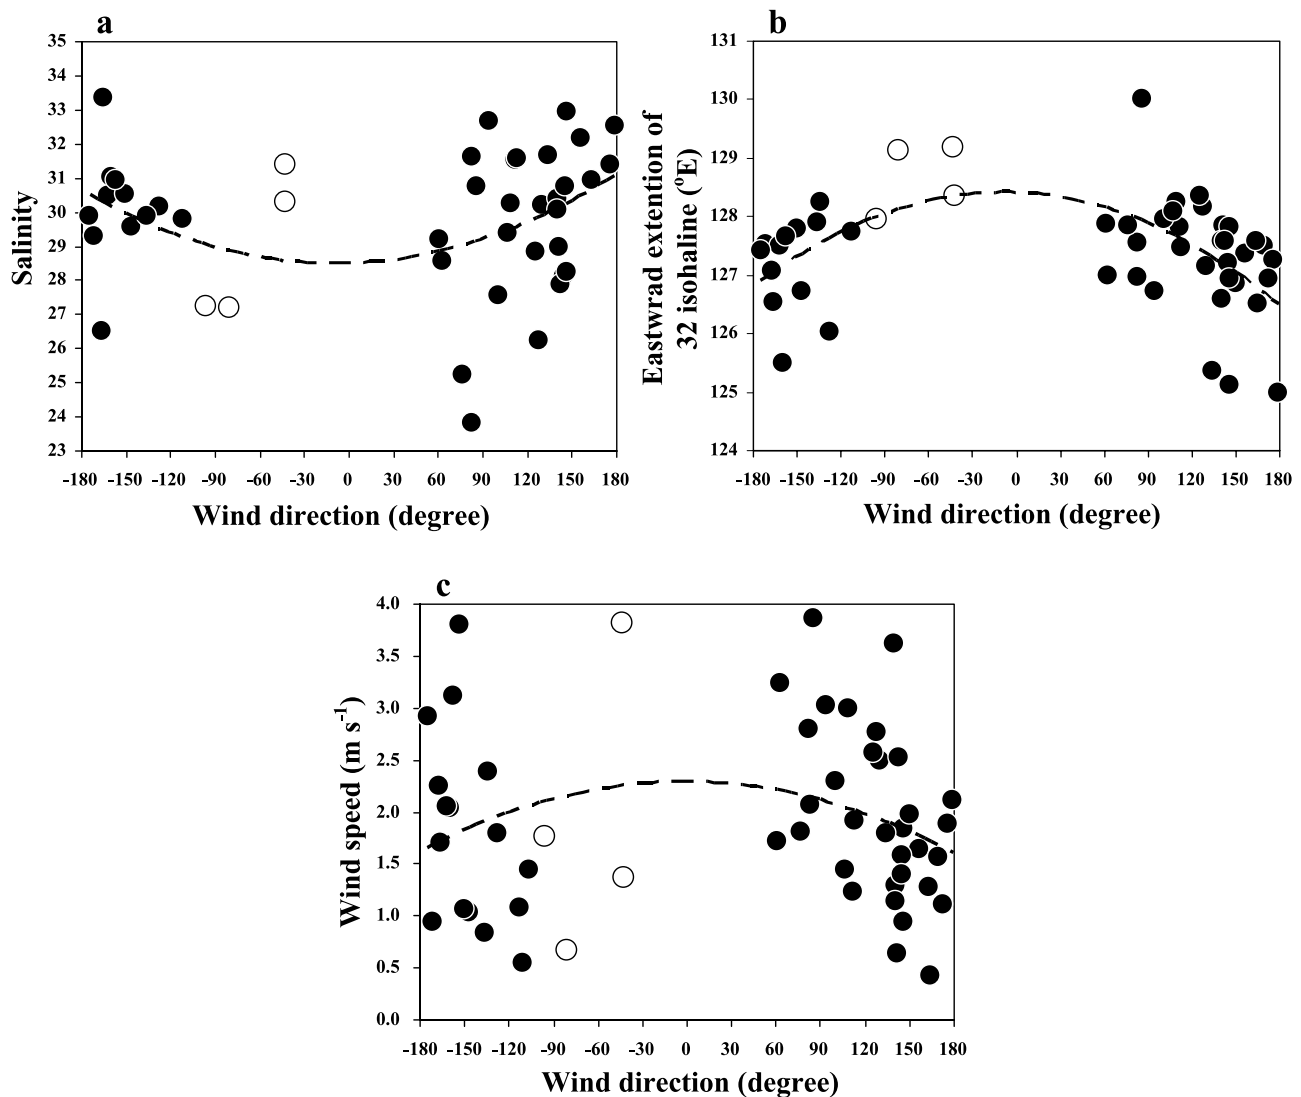 a
35
34
33
32
31
30
29
28
27
26
25
24
23
Salinity
-180 -150 -120 -90 -60 -30 0 30 60 90 120 150 180
Wind direction (degree)
b
131
130
129
128
127
126
125
124
Eastwrad extention of
32 isohaline (°E)
-180 -150 -120 -90 -60 -30 0 30 60 90 120 150 180
Wind direction (degree)
c
4.0
3.5
3.0
2.5
2.0
1.5
1.0
0.5
0.0
Wind speed (m s⁻¹)
-180 -150 -120 -90 -60 -30 0 30 60 90 120 150 180
Wind direction (degree)